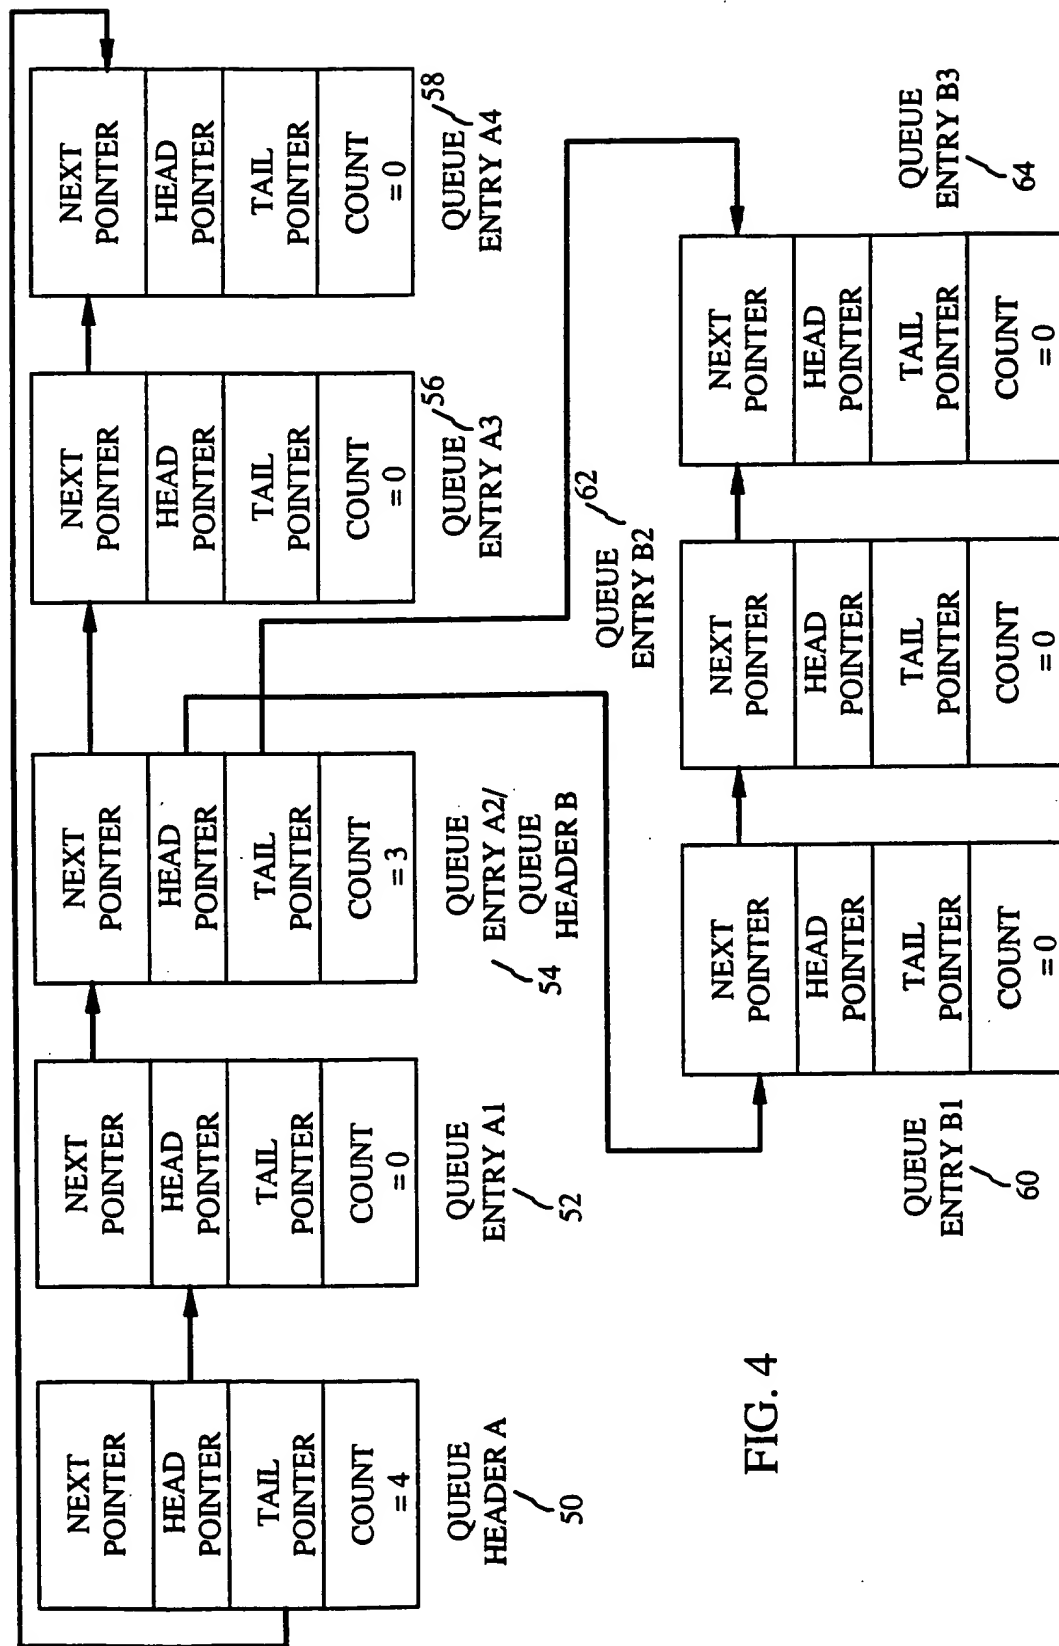 NEXT
POINTER
HEAD
POINTER
TAIL
POINTER
COUNT
= 4
QUEUE
HEADER A
50
NEXT
POINTER
HEAD
POINTER
TAIL
POINTER
COUNT
= 0
QUEUE
ENTRY A1
52
NEXT
POINTER
HEAD
POINTER
TAIL
POINTER
COUNT
= 3
QUEUE
ENTRY A2/
QUEUE
HEADER B
54
NEXT
POINTER
HEAD
POINTER
TAIL
POINTER
COUNT
= 0
QUEUE
ENTRY A3
56
NEXT
POINTER
HEAD
POINTER
TAIL
POINTER
COUNT
= 0
QUEUE
ENTRY A4
58
NEXT
POINTER
HEAD
POINTER
TAIL
POINTER
COUNT
= 0
QUEUE
ENTRY B1
60
NEXT
POINTER
HEAD
POINTER
TAIL
POINTER
COUNT
= 0
QUEUE
ENTRY B2
62
NEXT
POINTER
HEAD
POINTER
TAIL
POINTER
COUNT
= 0
QUEUE
ENTRY B3
64
FIG. 4